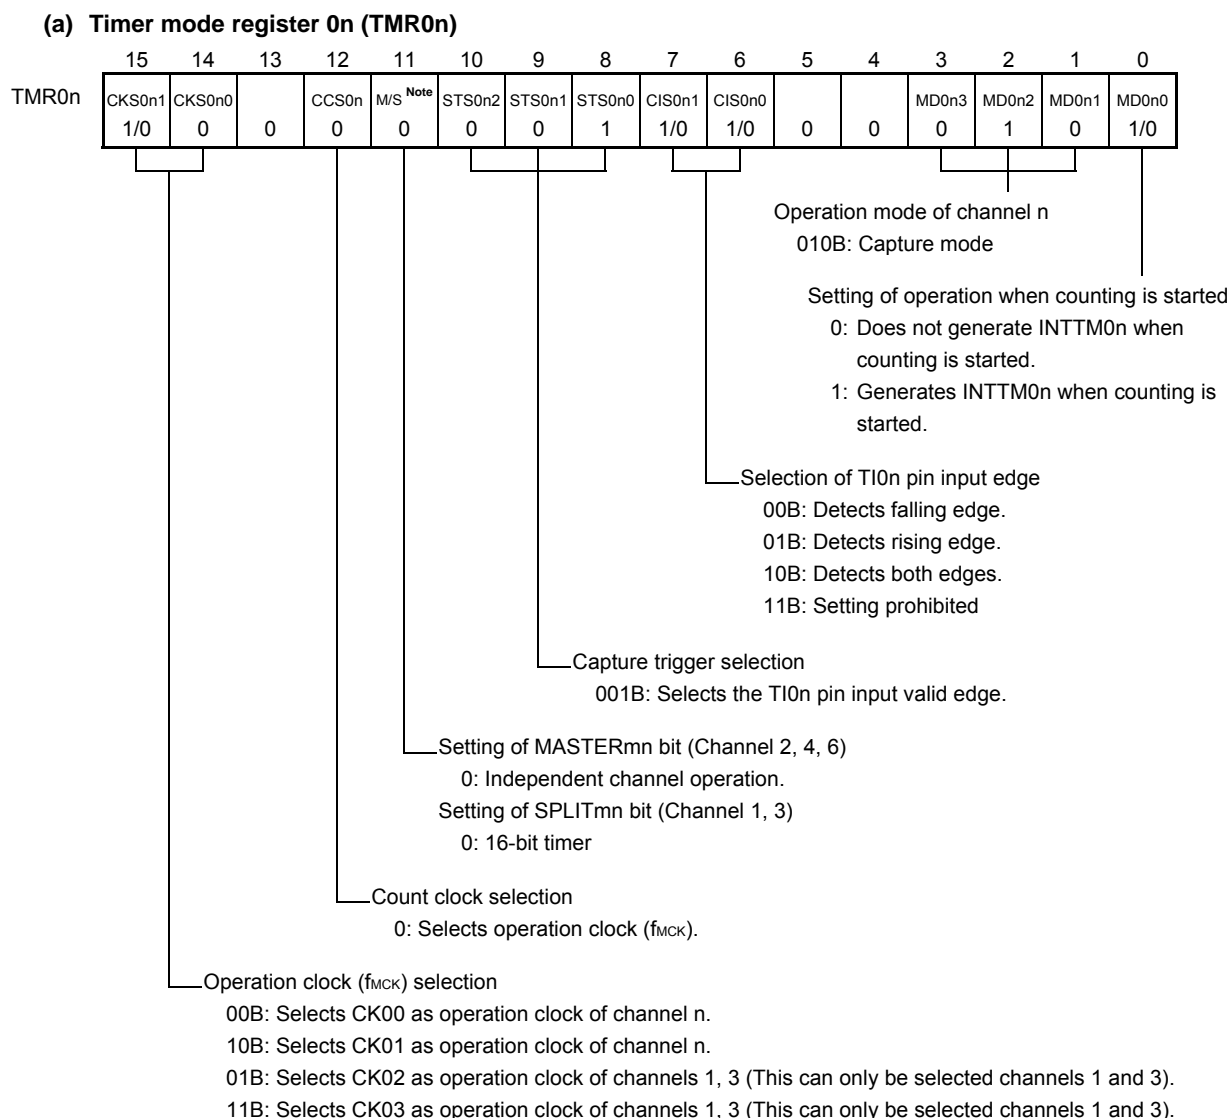 (a) Timer mode register 0n (TMR0n)
15 14 13 12 11 10 9 8 7 6 5 4 3 2 1 0
TMR0n CKS0n1 CKS0n0 CCS0n M/S Note STS0n2 STS0n1 STS0n0 CIS0n1 CIS0n0 MD0n3 MD0n2 MD0n1 MD0n0
1/0 0 0 0 0 0 0 1 1/0 1/0 0 0 0 1 0 1/0
Operation mode of channel n
010B: Capture mode
Setting of operation when counting is started
0: Does not generate INTTM0n when
counting is started.
1: Generates INTTM0n when counting is
started.
Selection of TI0n pin input edge
00B: Detects falling edge.
01B: Detects rising edge.
10B: Detects both edges.
11B: Setting prohibited
Capture trigger selection
001B: Selects the TI0n pin input valid edge.
Setting of MASTERmn bit (Channel 2, 4, 6)
0: Independent channel operation.
Setting of SPLITmn bit (Channel 1, 3)
0: 16-bit timer
Count clock selection
0: Selects operation clock (fMCK).
Operation clock (fMCK) selection
00B: Selects CK00 as operation clock of channel n.
10B: Selects CK01 as operation clock of channel n.
01B: Selects CK02 as operation clock of channels 1, 3 (This can only be selected channels 1 and 3).
11B: Selects CK03 as operation clock of channels 1, 3 (This can only be selected channels 1 and 3).